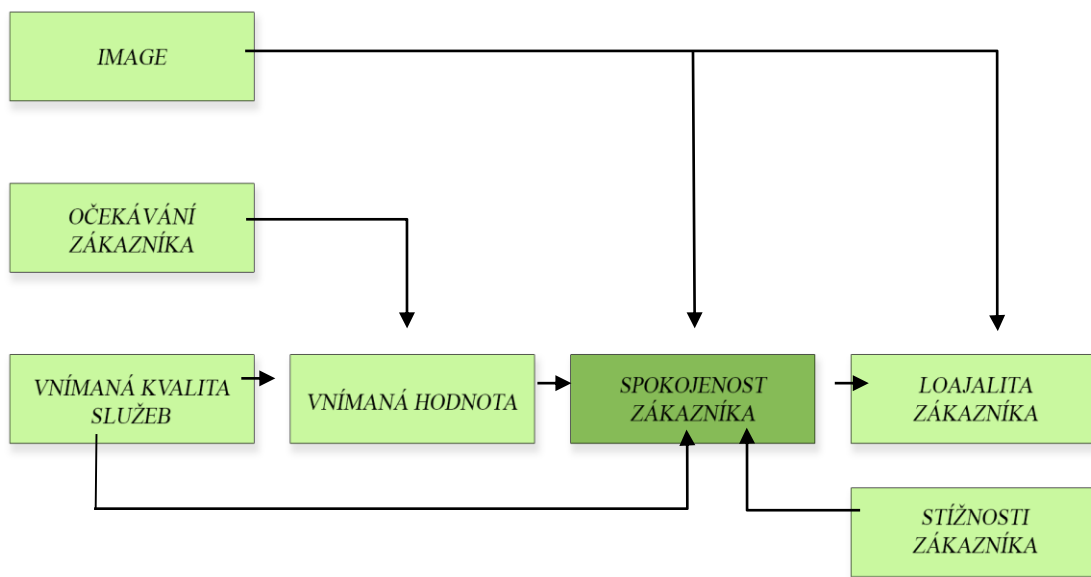 IMAGE
OČEKÁVÁNÍ
ZÁKAZNÍKA
VNÍMANÁ KVALITA
SLUŽEB
VNÍMANÁ HODNOTA
SPOKOJENOST
ZÁKAZNÍKA
LOAJALITA
ZÁKAZNÍKA
STÍŽNOSTI
ZÁKAZNÍKA